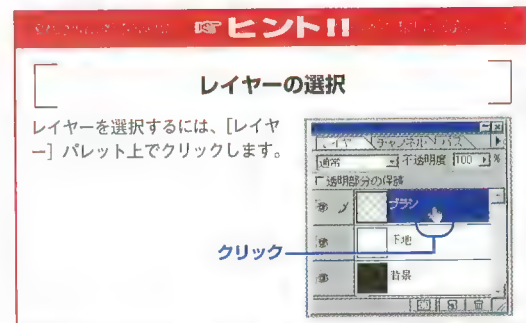 ☞ヒント!!
レイヤーの選択
レイヤーを選択するには、[レイヤ
ー] パレット上でクリックします。
レイヤー チャンネル パス
通常 不透明度 100 %
透明部分の保護
プラン
下地
背景
クリック